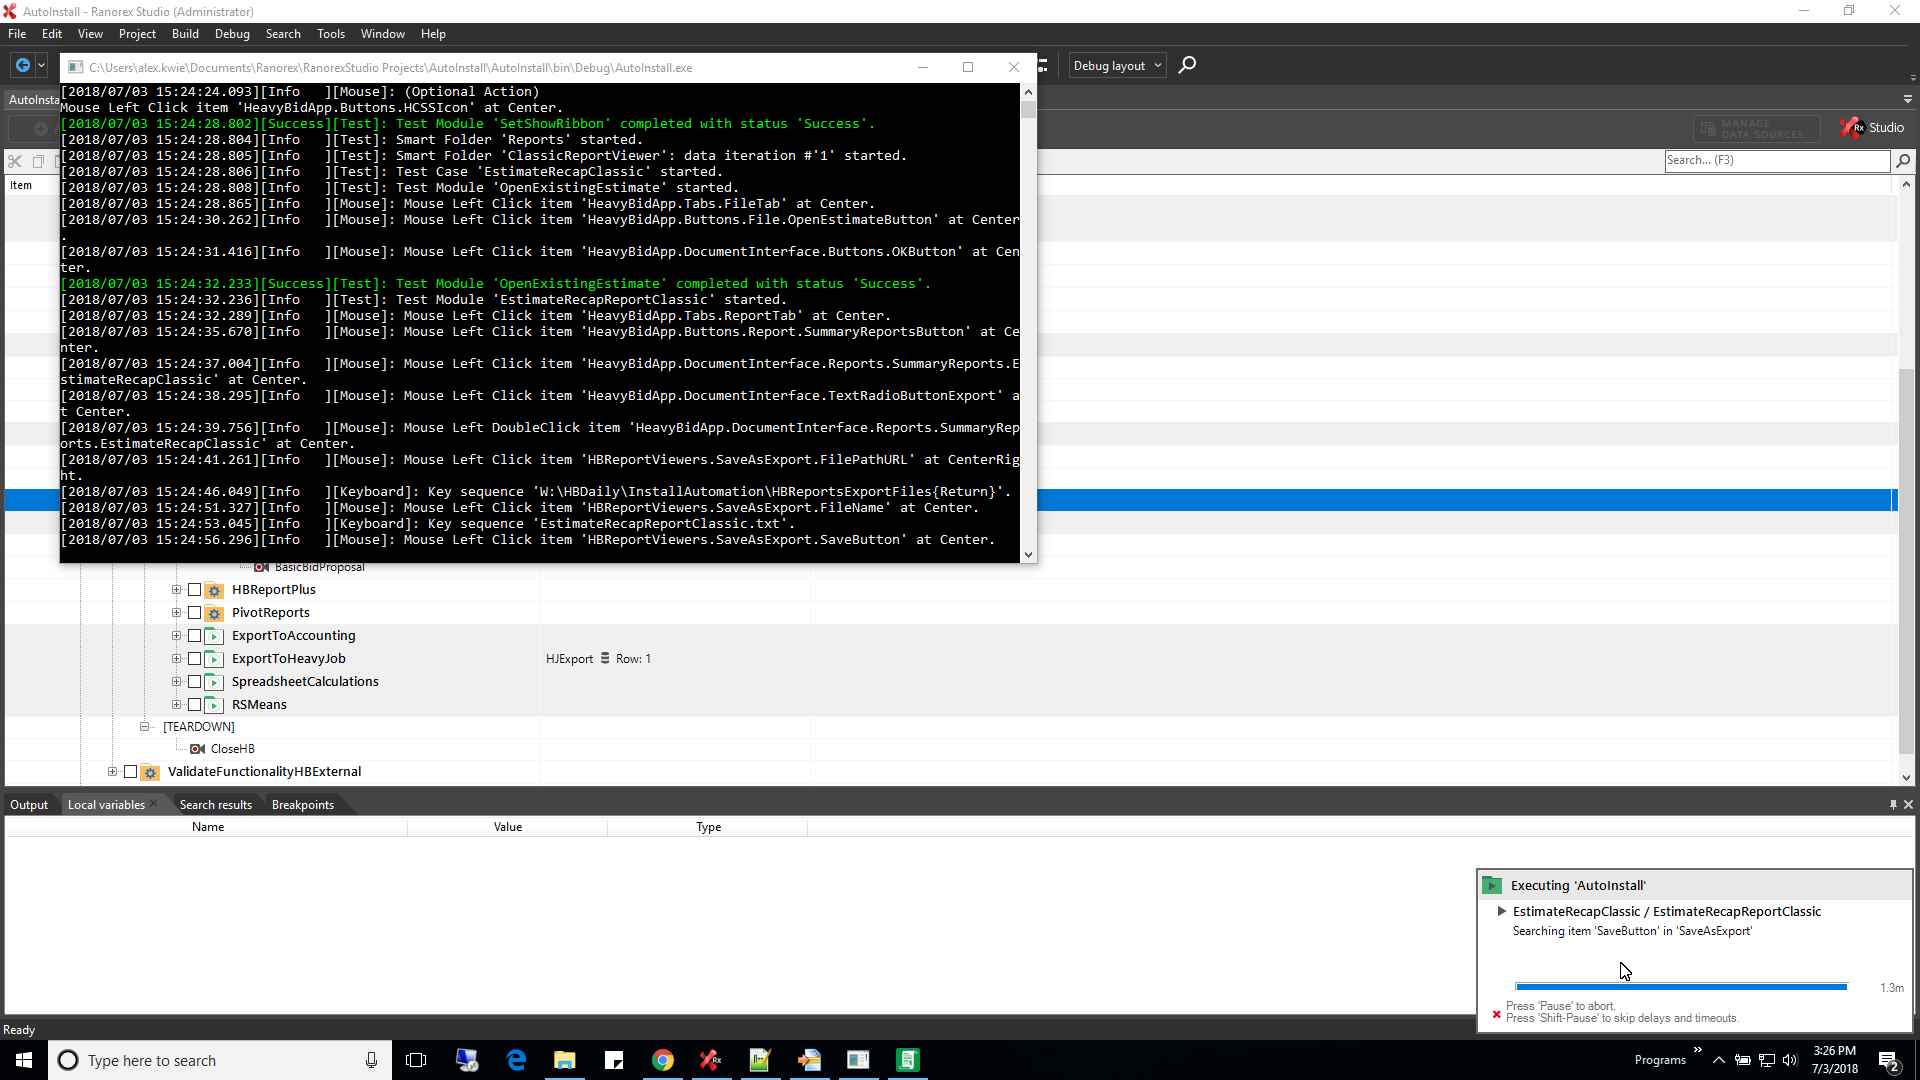 AutoInstall - Ranorex Studio (Administrator)
File Edit View Project Build Debug Search Tools Window Help
C:\Users\alex.kwie\Documents\Ranorex\RanorexStudio Projects\AutoInstall\AutoInstall\bin\Debug\AutoInstall.exe
Debug layout
AutoInsta
MANAGE
DATA SOURCES
Rx Studio
Search... (F3)
Item
[2018/07/03 15:24:24.093][Info   ][Mouse]: (Optional Action)
Mouse Left Click item 'HeavyBidApp.Buttons.HCSSIcon' at Center.
[2018/07/03 15:24:28.802][Success][Test]: Test Module 'SetShowRibbon' completed with status 'Success'.
[2018/07/03 15:24:28.804][Info   ][Test]: Smart Folder 'Reports' started.
[2018/07/03 15:24:28.805][Info   ][Test]: Smart Folder 'ClassicReportViewer': data iteration #'1' started.
[2018/07/03 15:24:28.806][Info   ][Test]: Test Case 'EstimateRecapClassic' started.
[2018/07/03 15:24:28.808][Info   ][Test]: Test Module 'OpenExistingEstimate' started.
[2018/07/03 15:24:28.865][Info   ][Mouse]: Mouse Left Click item 'HeavyBidApp.Tabs.FileTab' at Center.
[2018/07/03 15:24:30.262][Info   ][Mouse]: Mouse Left Click item 'HeavyBidApp.Buttons.File.OpenEstimateButton' at Center
.
[2018/07/03 15:24:31.416][Info   ][Mouse]: Mouse Left Click item 'HeavyBidApp.DocumentInterface.Buttons.OKButton' at Cen
ter.
[2018/07/03 15:24:32.233][Success][Test]: Test Module 'OpenExistingEstimate' completed with status 'Success'.
[2018/07/03 15:24:32.236][Info   ][Test]: Test Module 'EstimateRecapReportClassic' started.
[2018/07/03 15:24:32.289][Info   ][Mouse]: Mouse Left Click item 'HeavyBidApp.Tabs.ReportTab' at Center.
[2018/07/03 15:24:35.670][Info   ][Mouse]: Mouse Left Click item 'HeavyBidApp.Buttons.Report.SummaryReportsButton' at Ce
nter.
[2018/07/03 15:24:37.004][Info   ][Mouse]: Mouse Left Click item 'HeavyBidApp.DocumentInterface.Reports.SummaryReports.E
stimateRecapClassic' at Center.
[2018/07/03 15:24:38.295][Info   ][Mouse]: Mouse Left Click item 'HeavyBidApp.DocumentInterface.TextRadioButtonExport' a
t Center.
[2018/07/03 15:24:39.756][Info   ][Mouse]: Mouse Left DoubleClick item 'HeavyBidApp.DocumentInterface.Reports.SummaryRep
orts.EstimateRecapClassic' at Center.
[2018/07/03 15:24:41.261][Info   ][Mouse]: Mouse Left Click item 'HBReportViewers.SaveAsExport.FilePathURL' at CenterRig
ht.
[2018/07/03 15:24:46.049][Info   ][Keyboard]: Key sequence 'W:\HBDaily\InstallAutomation\HBReportsExportFiles{Return}'.
[2018/07/03 15:24:51.327][Info   ][Mouse]: Mouse Left Click item 'HBReportViewers.SaveAsExport.FileName' at Center.
[2018/07/03 15:24:53.045][Info   ][Keyboard]: Key sequence 'EstimateRecapReportClassic.txt'.
[2018/07/03 15:24:56.296][Info   ][Mouse]: Mouse Left Click item 'HBReportViewers.SaveAsExport.SaveButton' at Center.
BasicBidProposal
HBReportPlus
PivotReports
ExportToAccounting
ExportToHeavyJob HJExport Row: 1
SpreadsheetCalculations
RSMeans
[TEARDOWN]
CloseHB
ValidateFunctionalityHBExternal
Output Local variables Search results Breakpoints
Name Value Type
Executing 'AutoInstall'
EstimateRecapClassic / EstimateRecapReportClassic
Searching item 'SaveButton' in 'SaveAsExport'
1.3m
Press 'Pause' to abort.
Press 'Shift-Pause' to skip delays and timeouts.
Ready
Type here to search
Programs
3:26 PM
7/3/2018
2